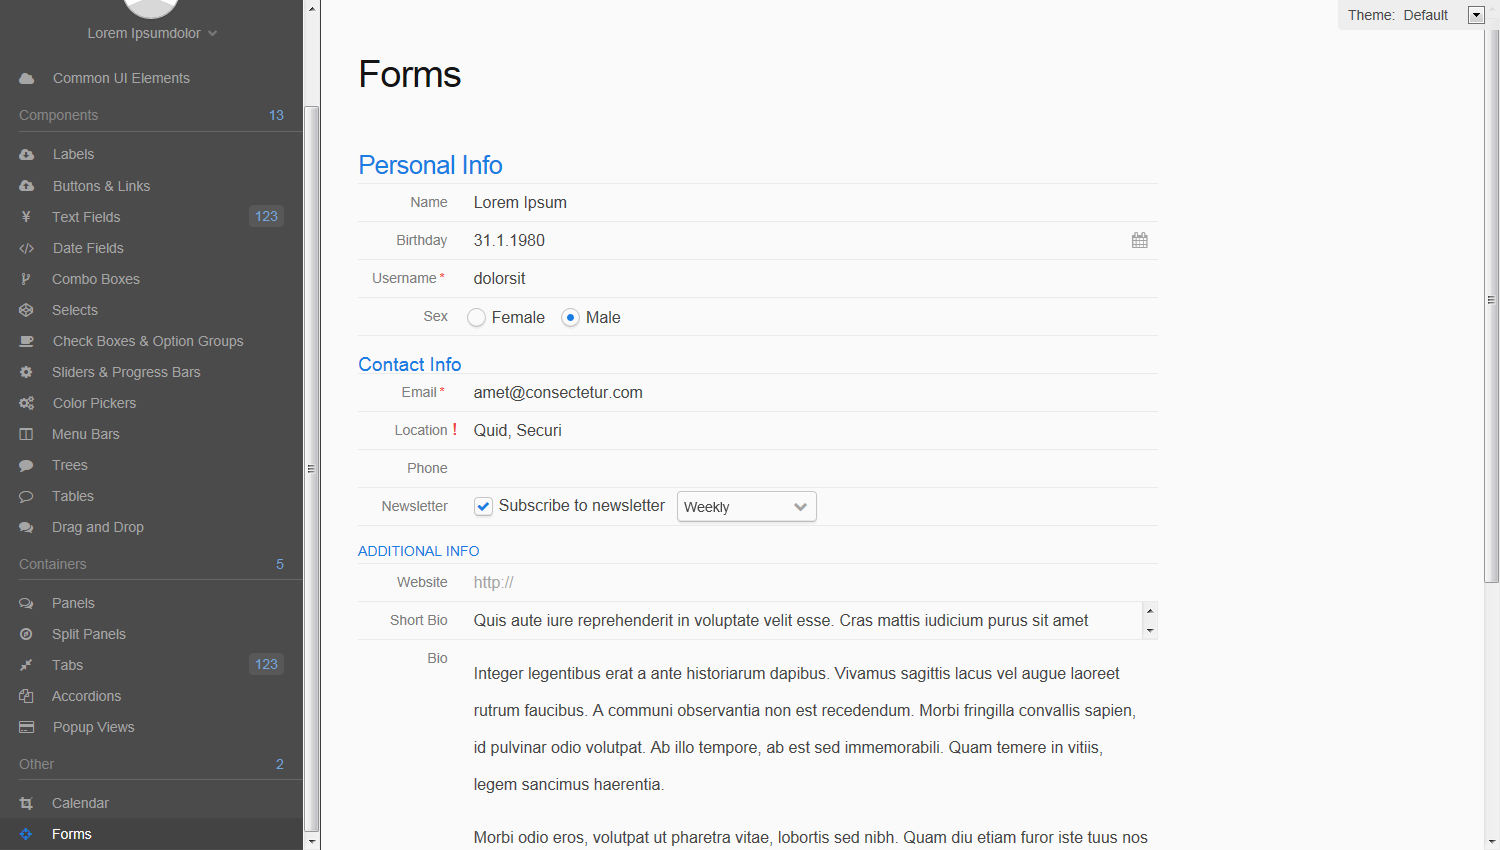 Lorem Ipsumdolor
Common UI Elements
Components 13
Labels
Buttons & Links
Text Fields 123
Date Fields
Combo Boxes
Selects
Check Boxes & Option Groups
Sliders & Progress Bars
Color Pickers
Menu Bars
Trees
Tables
Drag and Drop
Containers 5
Panels
Split Panels
Tabs 123
Accordions
Popup Views
Other 2
Calendar
Forms
Theme: Default
Forms
Personal Info
Name Lorem Ipsum
Birthday 31.1.1980
Username * dolorsit
Sex Female Male
Contact Info
Email * amet@consectetur.com
Location ! Quid, Securi
Phone
Newsletter Subscribe to newsletter Weekly
ADDITIONAL INFO
Website http://
Short Bio Quis aute iure reprehenderit in voluptate velit esse. Cras mattis iudicium purus sit amet
Bio
Integer legentibus erat a ante historiarum dapibus. Vivamus sagittis lacus vel augue laoreet
rutrum faucibus. A communi observantia non est recedendum. Morbi fringilla convallis sapien,
id pulvinar odio volutpat. Ab illo tempore, ab est sed immemorabili. Quam temere in vitiis,
legem sancimus haerentia.
Morbi odio eros, volutpat ut pharetra vitae, lobortis sed nibh. Quam diu etiam furor iste tuus nos